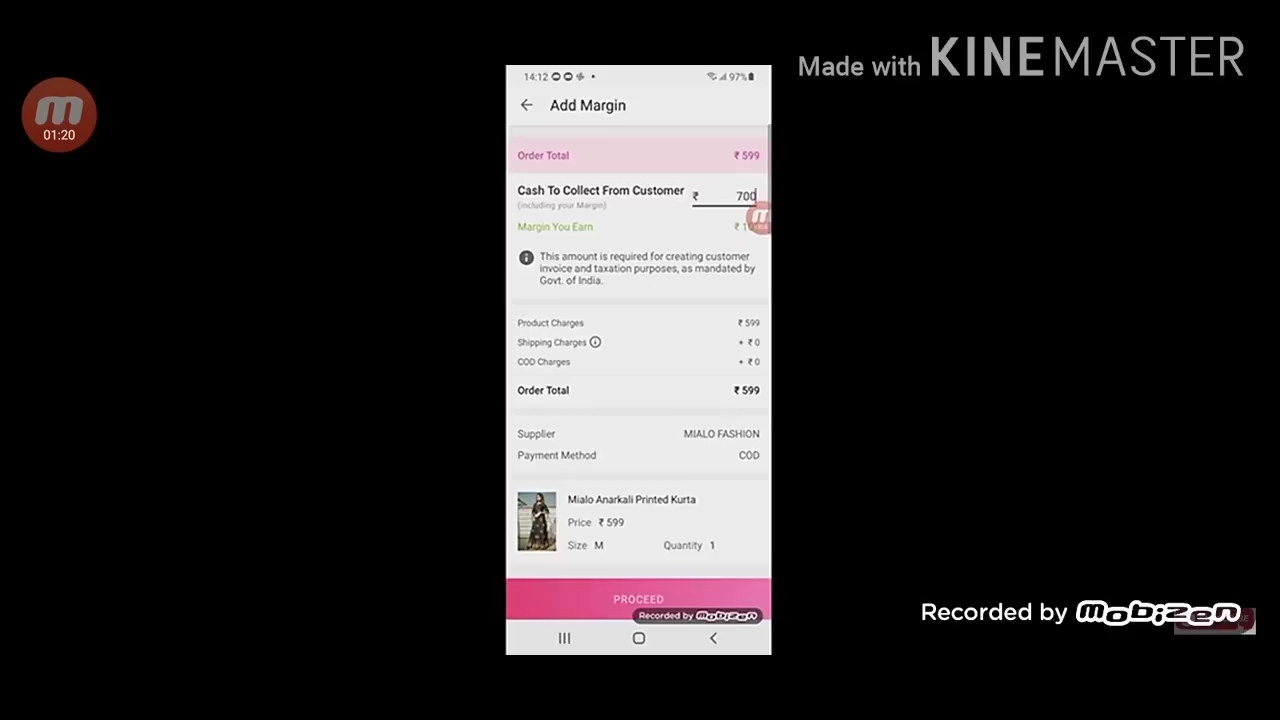 Made with KINEMASTER
01:20
14:12
97%
Add Margin
Order Total ₹ 599
Cash To Collect From Customer ₹ 700
(including your Margin)
Margin You Earn
This amount is required for creating customer
invoice and taxation purposes, as mandated by
Govt. of India.
Product Charges ₹ 599
Shipping Charges + ₹ 0
COD Charges + ₹ 0
Order Total ₹ 599
Supplier MIALO FASHION
Payment Method COD
Mialo Anarkali Printed Kurta
Price ₹ 599
Size M Quantity 1
PROCEED
Recorded by mobizen
Recorded by mobizen